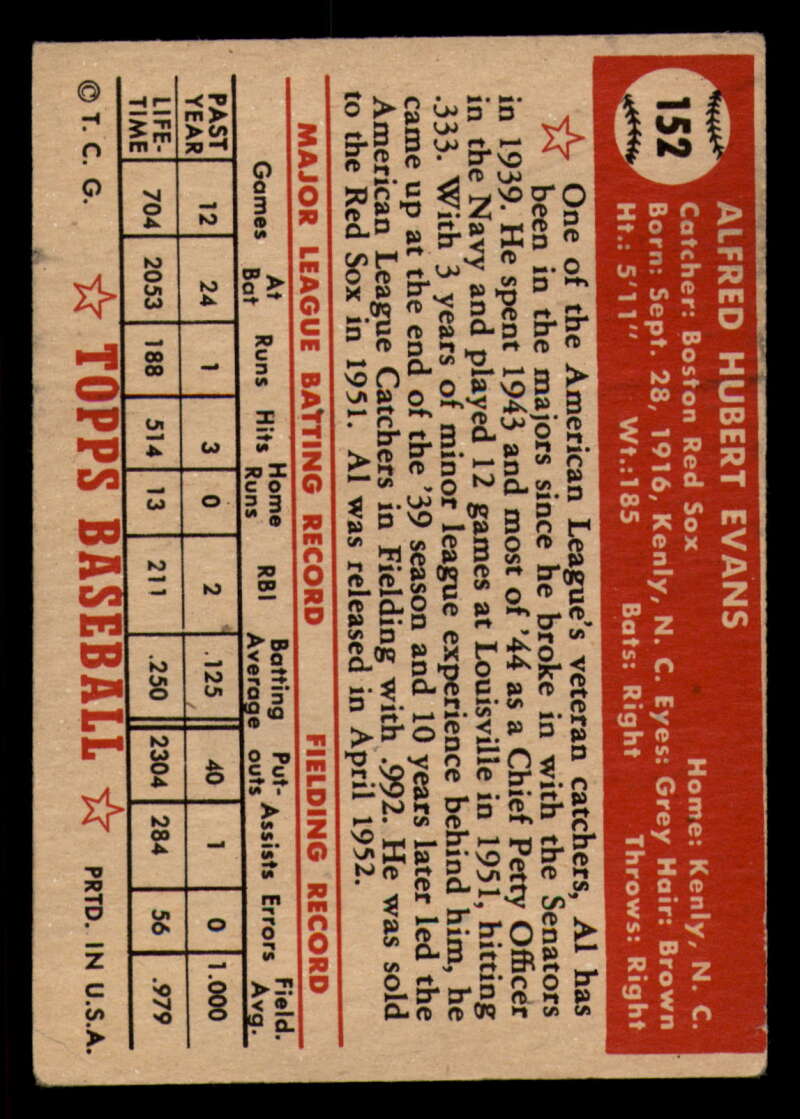 152
ALFRED HUBERT EVANS
Catcher: Boston Red Sox Home: Kenly, N. C.
Born: Sept. 28, 1916, Kenly, N. C. Eyes: Grey Hair: Brown
Ht.: 5'11" Wt.:185 Bats: Right Throws: Right
One of the American League's veteran catchers, Al has
been in the majors since he broke in with the Senators
in 1939. He spent 1943 and most of '44 as a Chief Petty Officer
in the Navy and played 12 games at Louisville in 1951, hitting
.333. With 3 years of minor league experience behind him, he
came up at the end of the '39 season and 10 years later led the
American League Catchers in Fielding with .992. He was sold
to the Red Sox in 1951. Al was released in April 1952.
MAJOR LEAGUE BATTING RECORD FIELDING RECORD
Games At Bat Runs Hits Home Runs RBI Batting Average Put-outs Assists Errors Field. Avg.
PAST YEAR 12 24 1 3 0 2 .125 40 1 0 1.000
LIFE-TIME 704 2053 188 514 13 211 .250 2304 284 56 .979
© T. C. G. TOPPS BASEBALL PRTD. IN U.S.A.